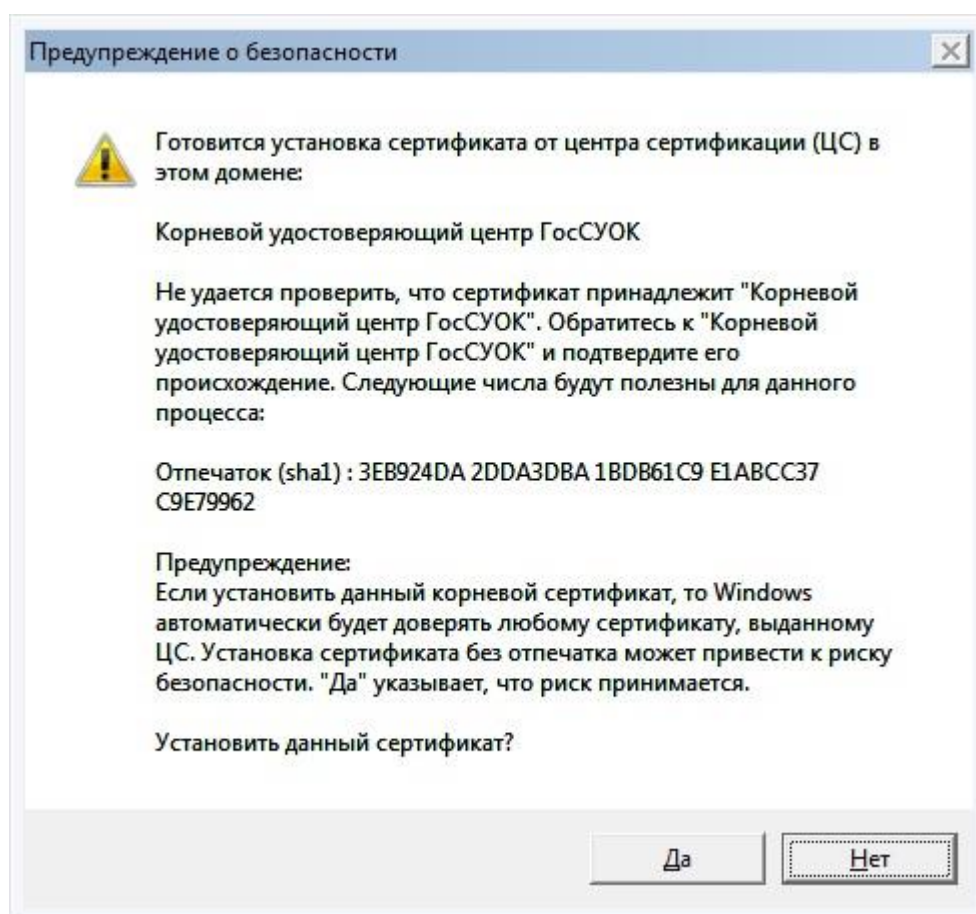 Предупреждение о безопасности
Готовится установка сертификата от центра сертификации (ЦС) в
этом домене:
Корневой удостоверяющий центр ГосСУОК
Не удается проверить, что сертификат принадлежит "Корневой
удостоверяющий центр ГосСУОК". Обратитесь к "Корневой
удостоверяющий центр ГосСУОК" и подтвердите его
происхождение. Следующие числа будут полезны для данного
процесса:
Отпечаток (sha1) : 3EB924DA 2DDA3DBA 1BDB61C9 E1ABCC37
C9E79962
Предупреждение:
Если установить данный корневой сертификат, то Windows
автоматически будет доверять любому сертификату, выданному
ЦС. Установка сертификата без отпечатка может привести к риску
безопасности. "Да" указывает, что риск принимается.
Установить данный сертификат?
Да
Нет